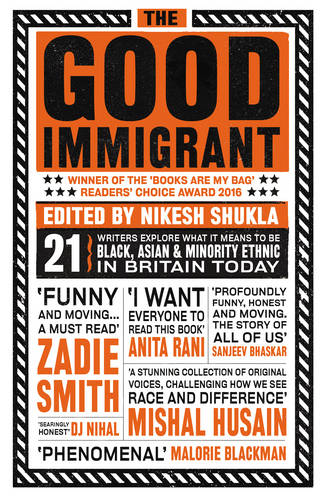 THE
GOOD
IMMIGRANT
WINNER OF THE 'BOOKS ARE MY BAG'
READERS' CHOICE AWARD 2016
EDITED BY NIKESH SHUKLA
21
WRITERS EXPLORE WHAT IT MEANS TO BE
BLACK, ASIAN & MINORITY ETHNIC
IN BRITAIN TODAY
'FUNNY
AND MOVING...
A MUST READ'
ZADIE
SMITH
'I WANT
EVERYONE TO
READ THIS BOOK'
ANITA RANI
'PROFOUNDLY
FUNNY, HONEST
AND MOVING.
THE STORY OF
ALL OF US'
SANJEEV BHASKAR
'A STUNNING COLLECTION OF ORIGINAL
VOICES, CHALLENGING HOW WE SEE
RACE AND DIFFERENCE'
MISHAL HUSAIN
'SEARINGLY
HONEST' DJ NIHAL
'PHENOMENAL' MALORIE BLACKMAN